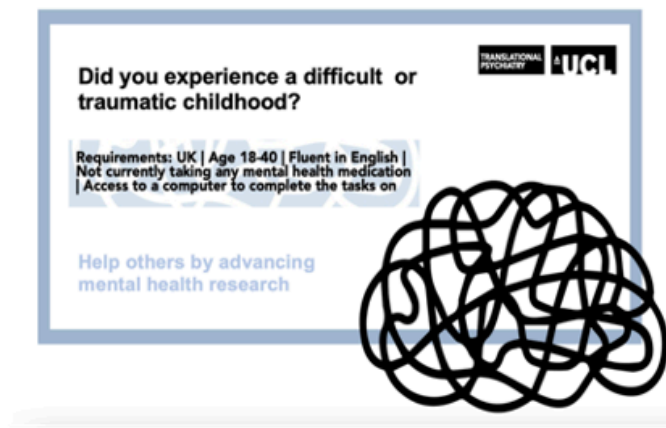 Did you experience a difficult or
traumatic childhood?
TRANSLATIONAL
PSYCHIATRY
UCL
Requirements: UK | Age 18-40 | Fluent in English |
Not currently taking any mental health medication
| Access to a computer to complete the tasks on
Help others by advancing
mental health research